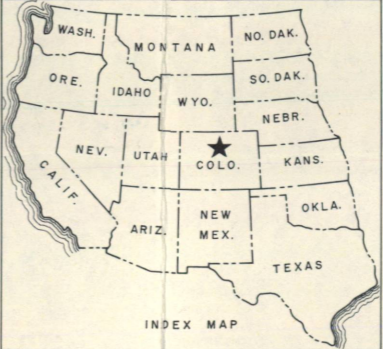 WASH.
MONTANA
NO. DAK.
ORE.
IDAHO
SO. DAK.
WYO.
NEBR.
NEV.
UTAH
COLO.
KANS.
CALIF.
ARIZ.
NEW
MEX.
OKLA.
TEXAS
INDEX MAP